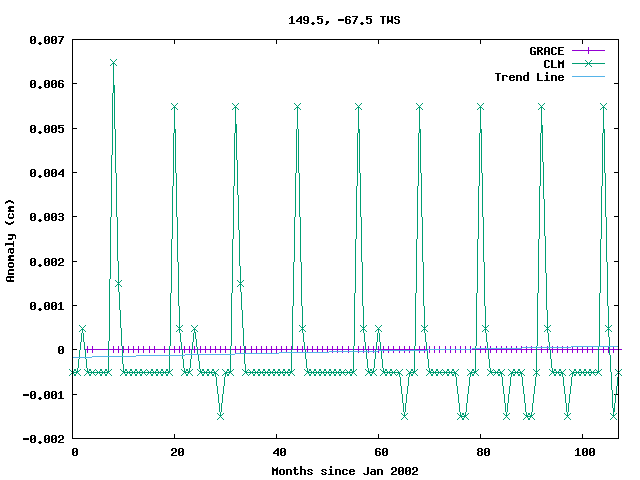 149.5, -67.5 TWS
GRACE
CLM
Trend Line
0.007
0.006
0.005
0.004
0.003
0.002
0.001
0
-0.001
-0.002
Anomaly (cm)
0 20 40 60 80 100
Months since Jan 2002